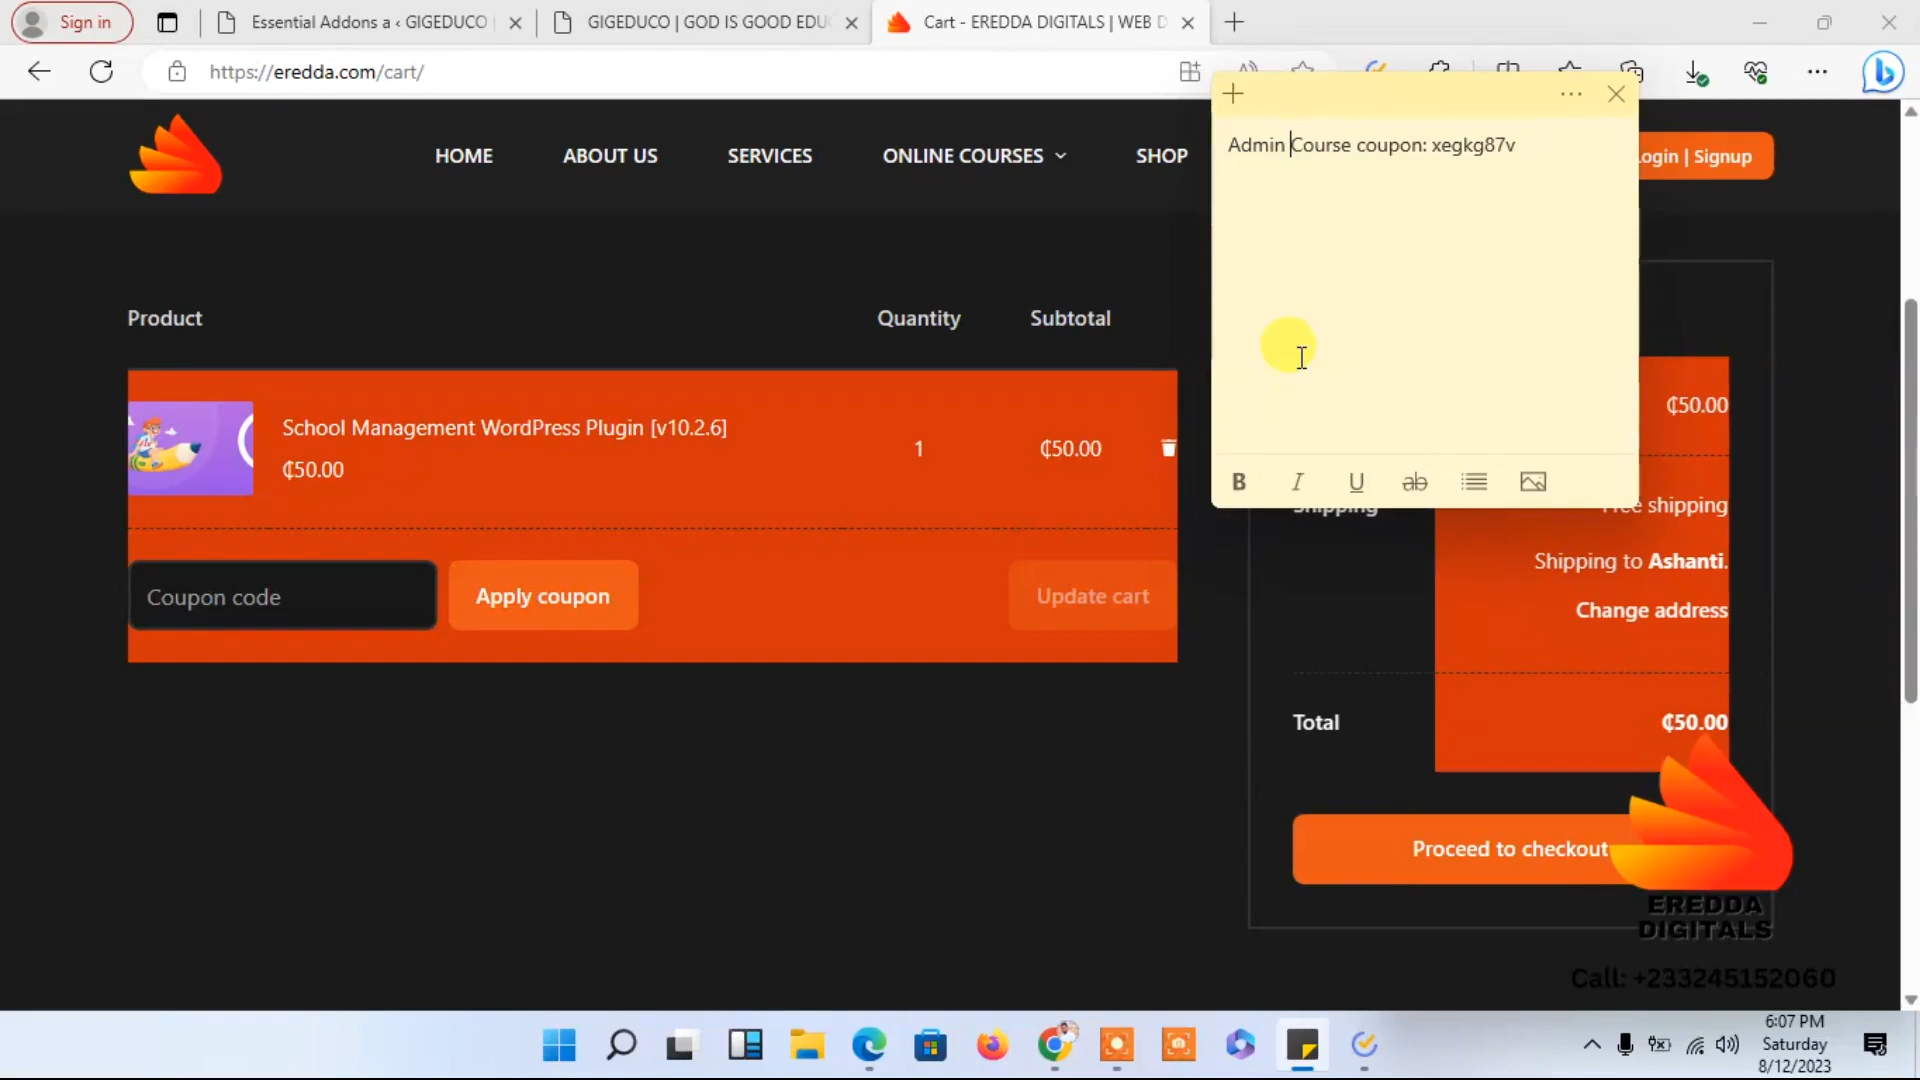 Sign in
Essential Addons a ‹ GIGEDUCO
GIGEDUCO | GOD IS GOOD EDU
Cart - EREDDA DIGITALS | WEB D
https://eredda.com/cart/
HOME
ABOUT US
SERVICES
ONLINE COURSES
SHOP
Login | Signup
Admin Course coupon: xegkg87v
B I U ab
Product
Quantity
Subtotal
School Management WordPress Plugin [v10.2.6]
₵50.00
1
₵50.00
Coupon code
Apply coupon
Update cart
₵50.00
Shipping
Free shipping
Shipping to Ashanti.
Change address
Total
₵50.00
Proceed to checkout
EREDDA
DIGITALS
Call: +233245152060
6:07 PM
Saturday
8/12/2023